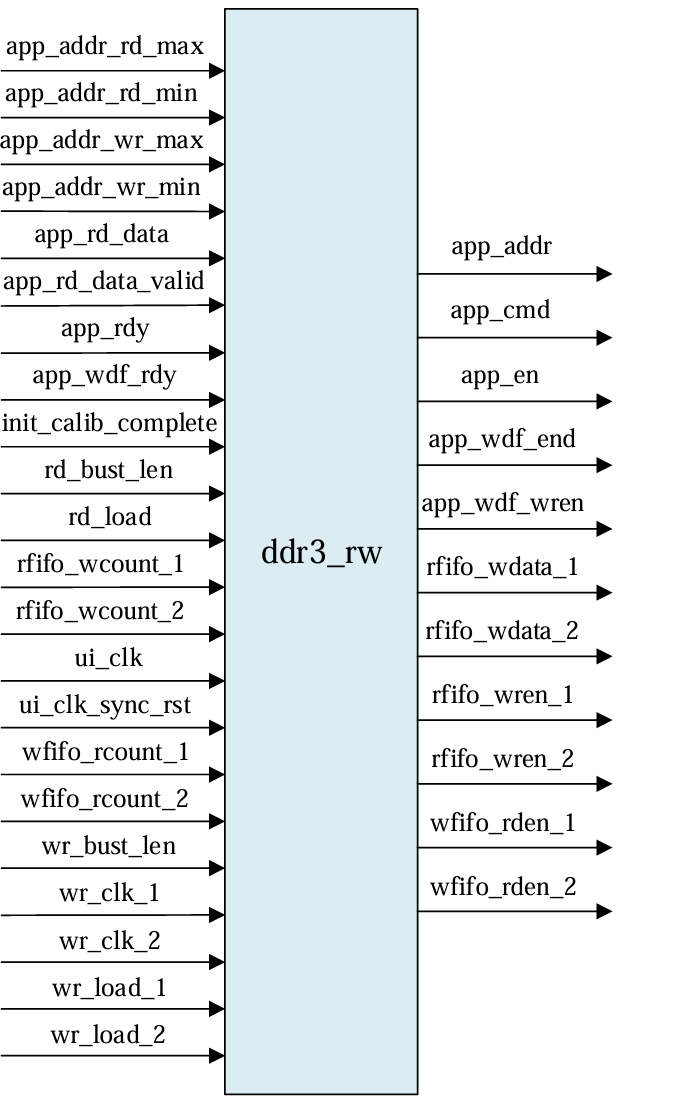 app_addr_rd_max
app_addr_rd_min
app_addr_wr_max
app_addr_wr_min
app_rd_data
app_rd_data_valid
app_rdy
app_wdf_rdy
init_calib_complete
rd_bust_len
rd_load
rfifo_wcount_1
rfifo_wcount_2
ui_clk
ui_clk_sync_rst
wfifo_rcount_1
wfifo_rcount_2
wr_bust_len
wr_clk_1
wr_clk_2
wr_load_1
wr_load_2
ddr3_rw
app_addr
app_cmd
app_en
app_wdf_end
app_wdf_wren
rfifo_wdata_1
rfifo_wdata_2
rfifo_wren_1
rfifo_wren_2
wfifo_rden_1
wfifo_rden_2